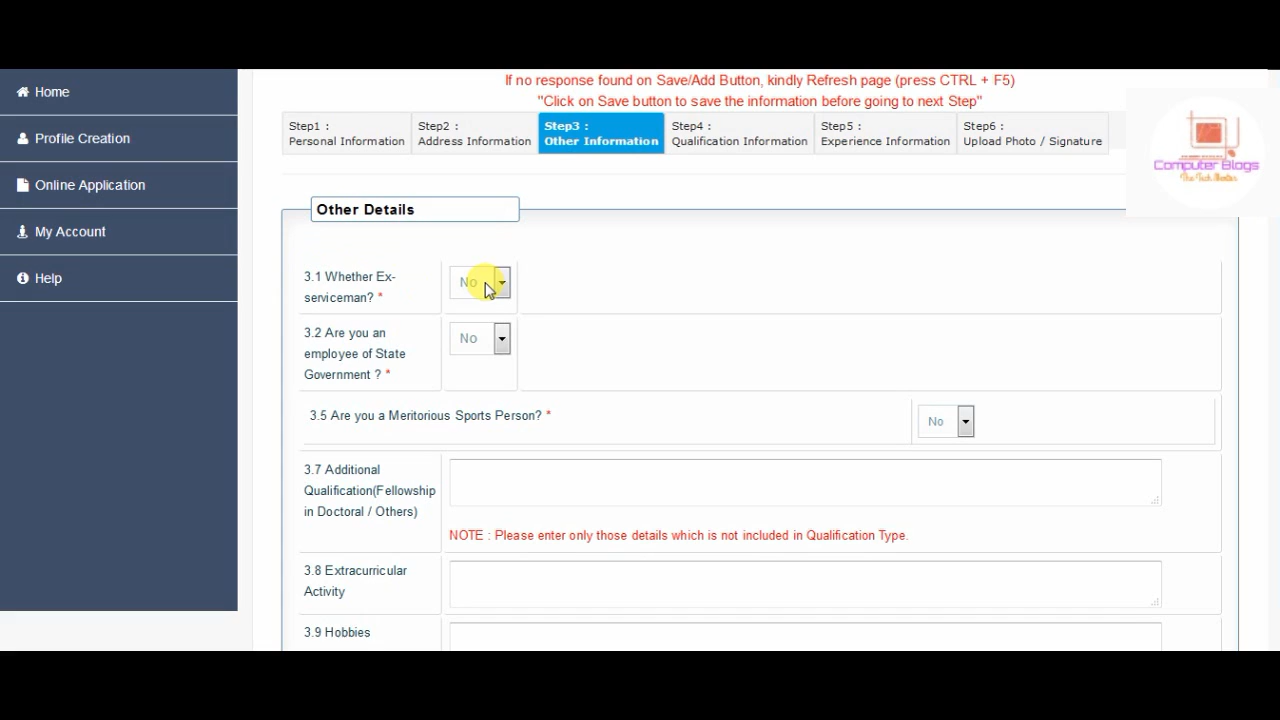 If no response found on Save/Add Button, kindly Refresh page (press CTRL + F5)
"Click on Save button to save the information before going to next Step"
Home
Profile Creation
Online Application
My Account
Help
Step1 :
Personal Information
Step2 :
Address Information
Step3 :
Other Information
Step4 :
Qualification Information
Step5 :
Experience Information
Step6 :
Upload Photo / Signature
Computer Blogs
The Tech Mentor
Other Details
3.1 Whether Ex-
serviceman? *
No
3.2 Are you an
employee of State
Government ? *
No
3.5 Are you a Meritorious Sports Person? *
No
3.7 Additional
Qualification(Fellowship
in Doctoral / Others)
NOTE : Please enter only those details which is not included in Qualification Type.
3.8 Extracurricular
Activity
3.9 Hobbies